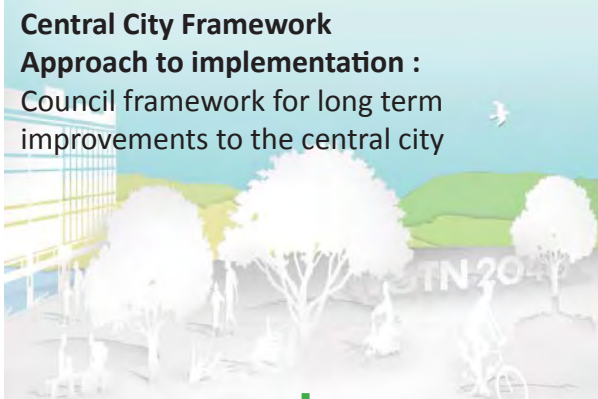 Central City Framework
Approach to implementation :
Council framework for long term
improvements to the central city